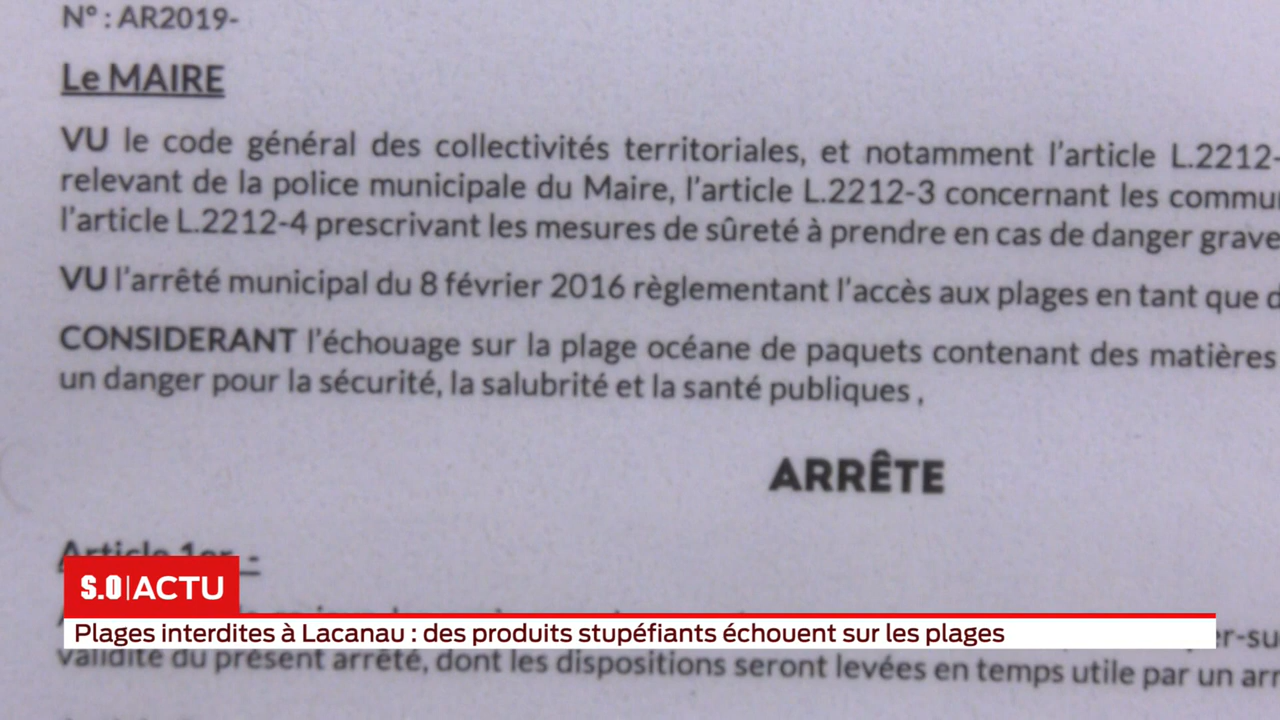 N° : AR2019-
Le MAIRE
VU le code général des collectivités territoriales, et notamment l'article L.2212-
relevant de la police municipale du Maire, l'article L.2212-3 concernant les
l'article L.2212-4 prescrivant les mesures de sûreté à prendre en cas de danger grave
VU l'arrêté municipal du 8 février 2016 règlementant l'accès aux plages en tant que
CONSIDERANT l'échouage sur la plage océane de paquets contenant des matières
un danger pour la sécurité, la salubrité et la santé publiques ,
ARRÊTE
Article 1er -
S.O|ACTU
Plages interdites à Lacanau : des produits stupéfiants échouent sur les plages
validité du présent arrêté, dont les dispositions seront levées en temps utile par un